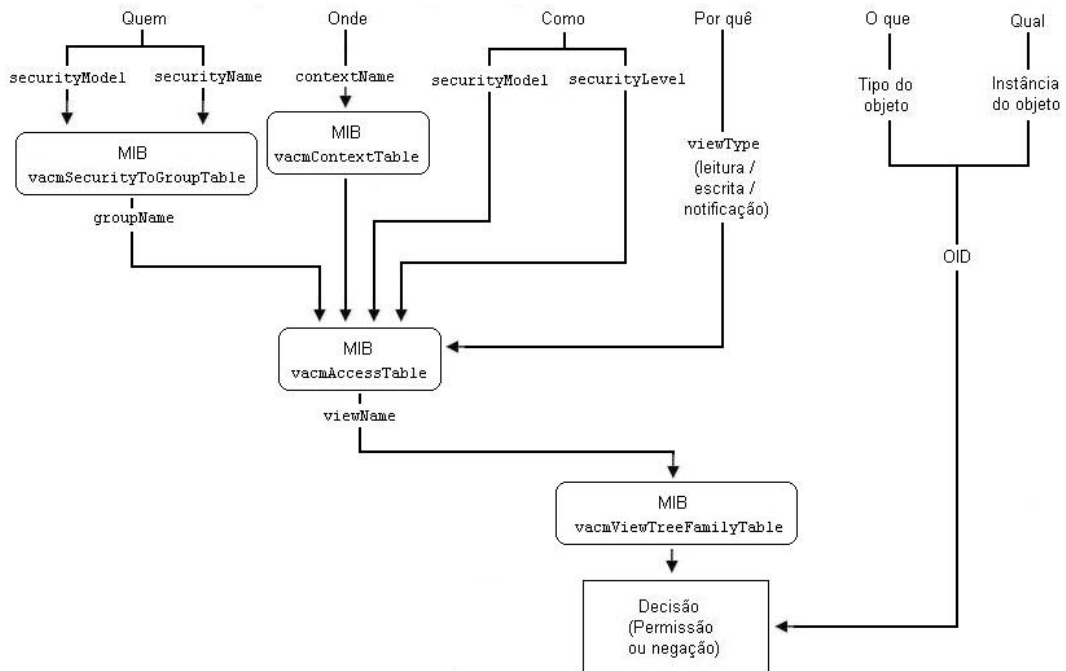 Quem
Onde
Como
Por quê
O que
Qual
securityModel
securityName
contextName
securityModel
securityLevel
Tipo do
objeto
Instância
do objeto
MIB
vacmSecurityToGroupTable
MIB
vacmContextTable
viewType
(leitura /
escrita /
notificação)
groupName
OID
MIB
vacmAccessTable
viewName
MIB
vacmViewTreeFamilyTable
Decisão
(Permissão
ou negação)